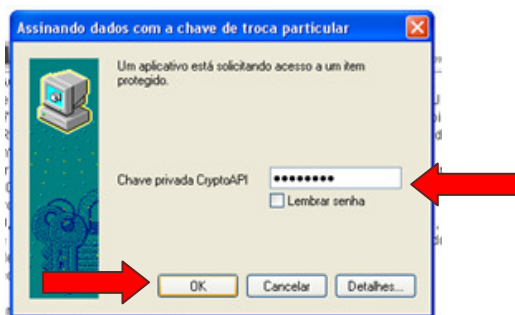 Assinando dados com a chave de troca particular
Um aplicativo está solicitando acesso a um item
protegido.
Chave privada CryptoAPI ••••••••
Lembrar senha
OK Cancelar Detalhes...